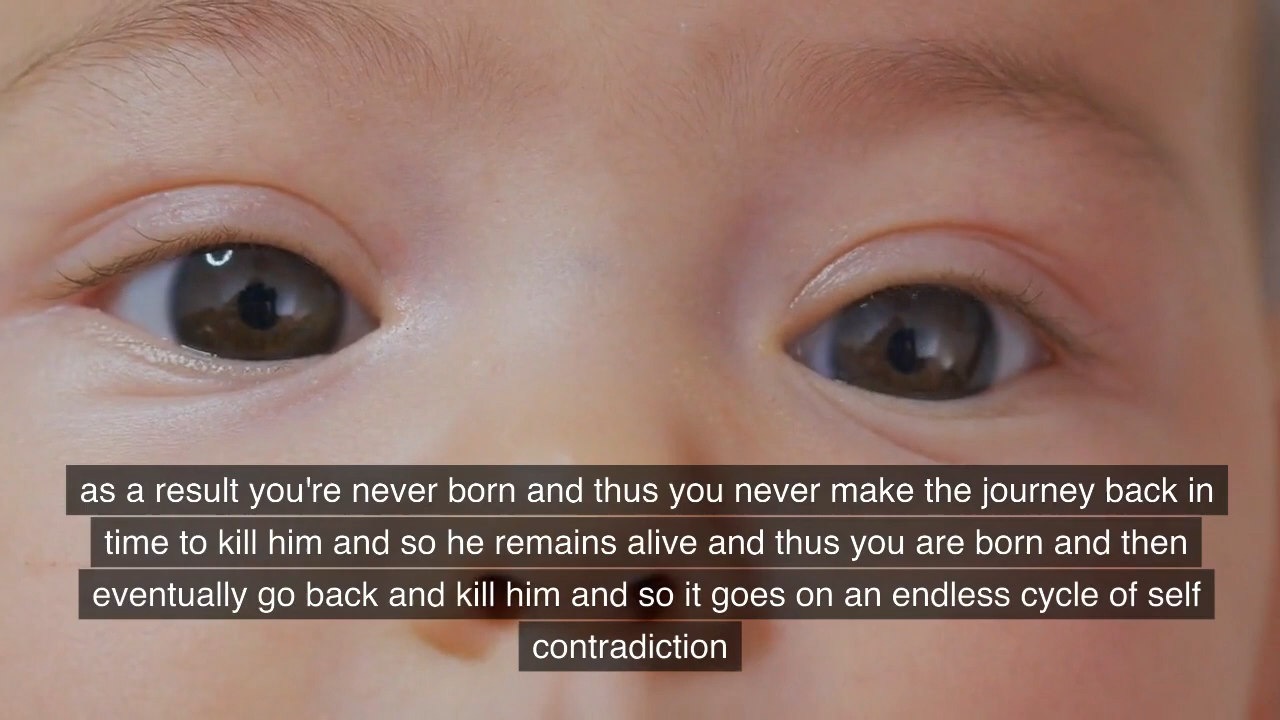 as a result you're never born and thus you never make the journey back in
time to kill him and so he remains alive and thus you are born and then
eventually go back and kill him and so it goes on an endless cycle of self
contradiction